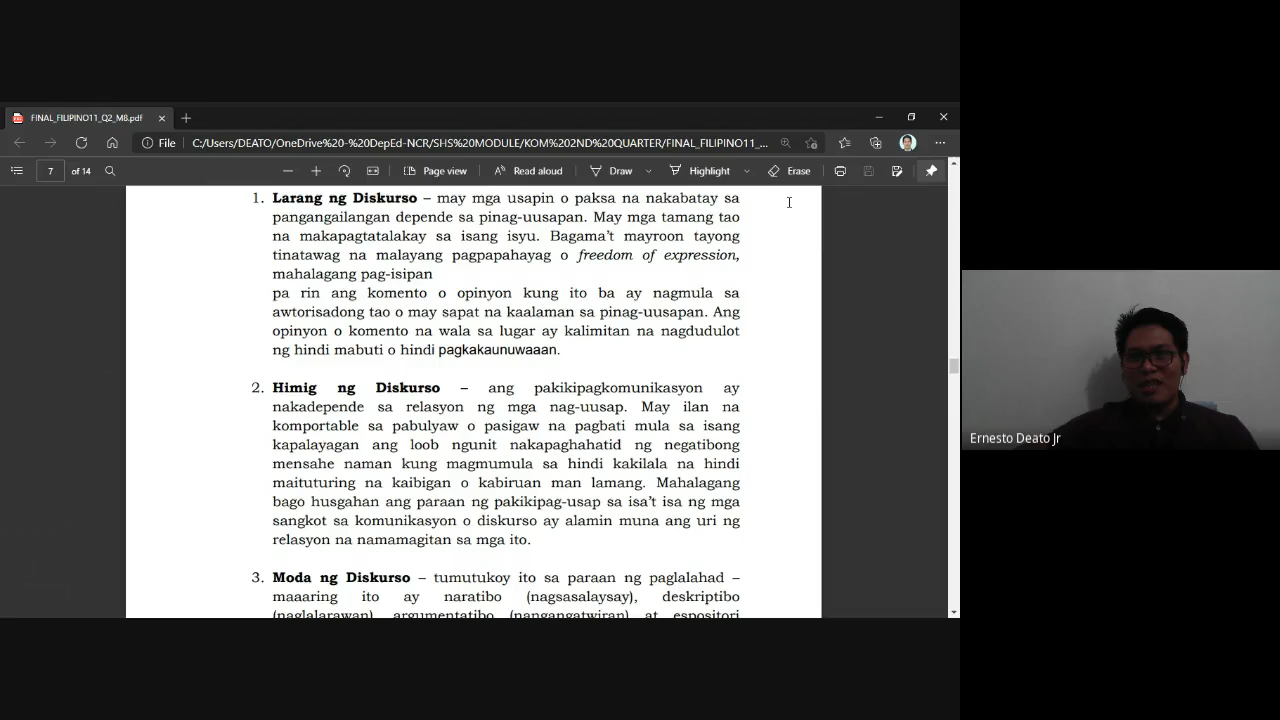 FINAL_FILIPINO11_Q2_M8.pdf
File
C:/Users/DEATO/OneDrive%20-%20DepEd-NCR/SHS%20MODULE/KOM%202ND%20QUARTER/FINAL_FILIPINO11_...
7 of 14
Page view
Read aloud
Draw
Highlight
Erase
1. Larang ng Diskurso – may mga usapin o paksa na nakabatay sa
pangangailangan depende sa pinag-uusapan. May mga tamang tao
na makapagtatalakay sa isang isyu. Bagama't mayroon tayong
tinatawag na malayang pagpapahayag o freedom of expression,
mahalagang pag-isipan
pa rin ang komento o opinyon kung ito ba ay nagmula sa
awtorisadong tao o may sapat na kaalaman sa pinag-uusapan. Ang
opinyon o komento na wala sa lugar ay kalimitan na nagdudulot
ng hindi mabuti o hindi pagkakaunuwaaan.
2. Himig ng Diskurso – ang pakikipagkomunikasyon ay
nakadepende sa relasyon ng mga nag-uusap. May ilan na
komportable sa pabulyaw o pasigaw na pagbati mula sa isang
kapalayagan ang loob ngunit nakapaghahatid ng negatibong
mensahe naman kung magmumula sa hindi kakilala na hindi
maituturing na kaibigan o kabiruan man lamang. Mahalagang
bago husgahan ang paraan ng pakikipag-usap sa isa't isa ng mga
sangkot sa komunikasyon o diskurso ay alamin muna ang uri ng
relasyon na namamagitan sa mga ito.
3. Moda ng Diskurso – tumutukoy ito sa paraan ng paglalahad –
maaaring ito ay naratibo (nagsasalaysay), deskriptibo
(naglalarawan), argumentatibo (nangangatwiran) at espositori
Ernesto Deato Jr